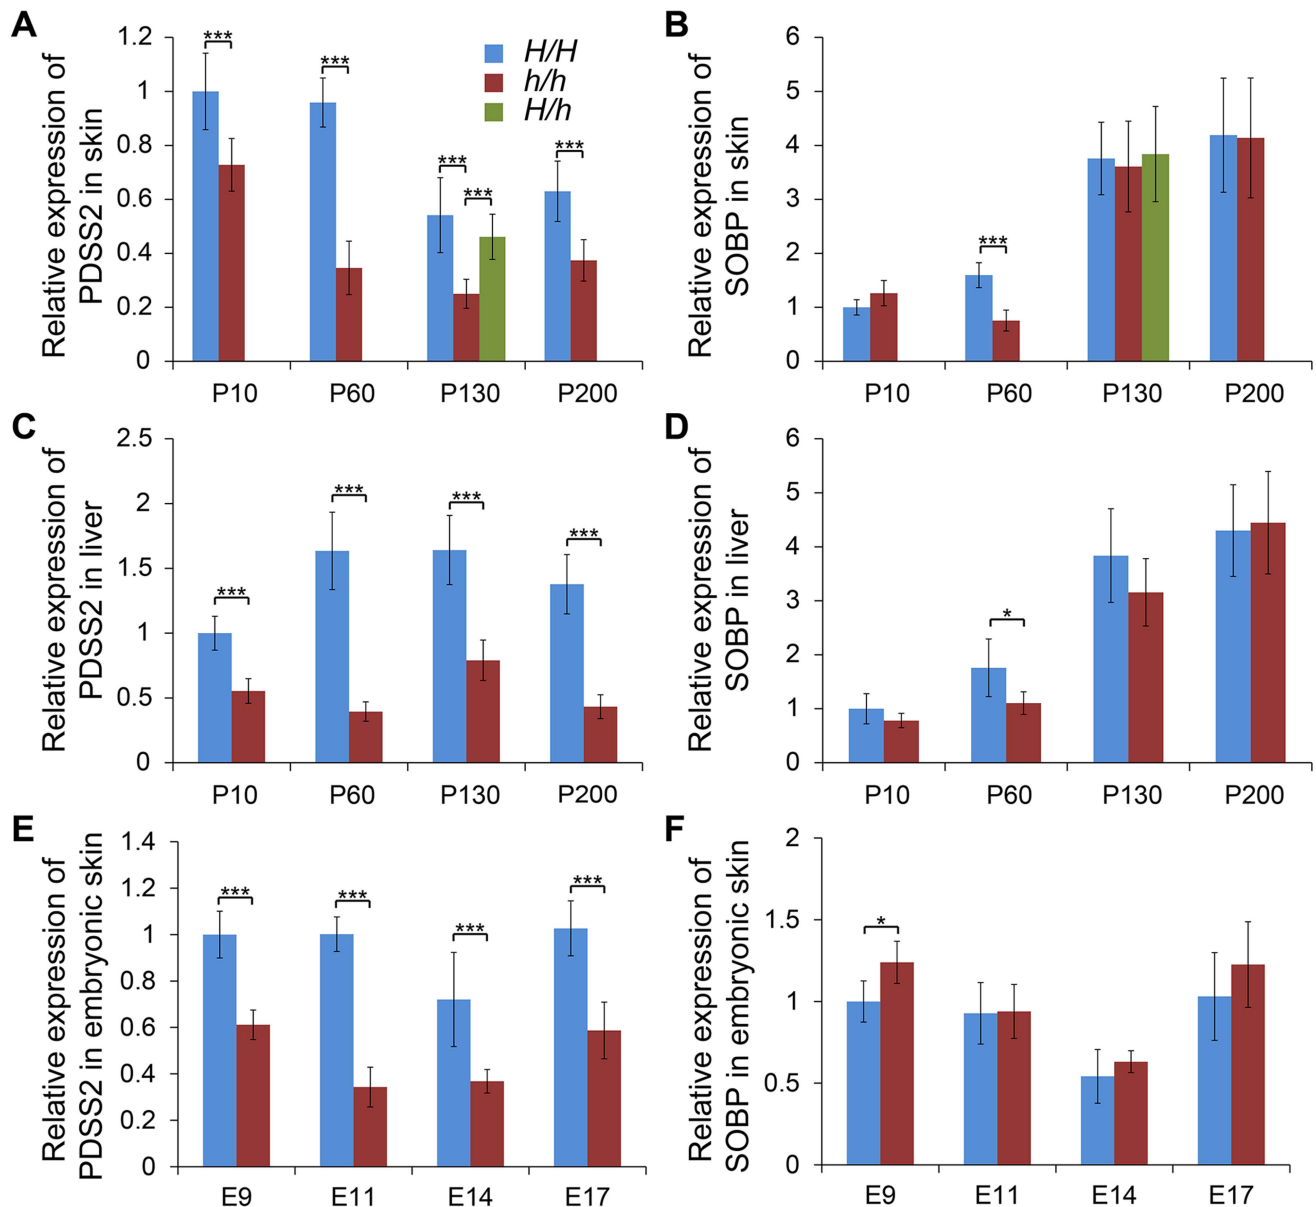 A
Relative expression of
PDSS2 in skin
1.2
1
0.8
0.6
0.4
0.2
0
***
***
***
***
***
H/H
h/h
H/h
P10 P60 P130 P200
B
Relative expression of
SOBP in skin
6
5
4
3
2
1
0
***
P10 P60 P130 P200
C
Relative expression of
PDSS2 in liver
2.5
2
1.5
1
0.5
0
***
***
***
***
P10 P60 P130 P200
D
Relative expression of
SOBP in liver
6
5
4
3
2
1
0
*
P10 P60 P130 P200
E
Relative expression of
PDSS2 in embryonic skin
1.4
1.2
1
0.8
0.6
0.4
0.2
0
***
***
***
***
E9 E11 E14 E17
F
Relative expression of
SOBP in embryonic skin
2
1.5
1
0.5
0
*
E9 E11 E14 E17